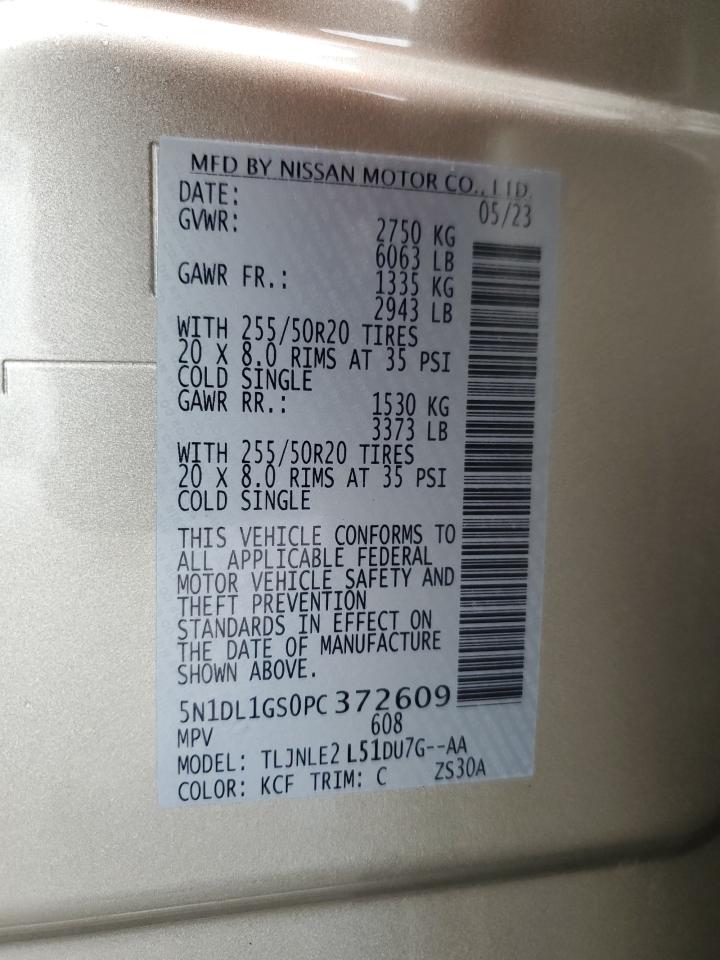 MFD BY NISSAN MOTOR CO., LTD.
DATE: 05/23
GVWR: 2750 KG
6063 LB
GAWR FR.: 1335 KG
2943 LB
WITH 255/50R20 TIRES
20 X 8.0 RIMS AT 35 PSI
COLD SINGLE
GAWR RR.: 1530 KG
3373 LB
WITH 255/50R20 TIRES
20 X 8.0 RIMS AT 35 PSI
COLD SINGLE
THIS VEHICLE CONFORMS TO
ALL APPLICABLE FEDERAL
MOTOR VEHICLE SAFETY AND
THEFT PREVENTION
STANDARDS IN EFFECT ON
THE DATE OF MANUFACTURE
SHOWN ABOVE.
5N1DL1GS0PC372609
MPV 608
MODEL: TLJNLE2 L51DU7G--AA
COLOR: KCF TRIM: C ZS30A